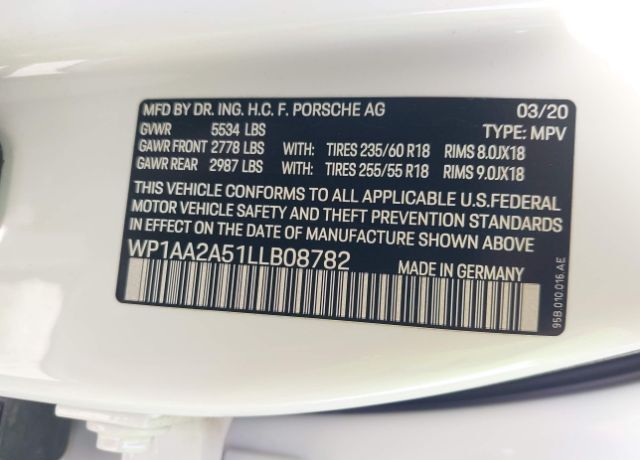 MFD BY DR. ING. H.C. F. PORSCHE AG 03/20
GVWR 5534 LBS TYPE: MPV
GAWR FRONT 2778 LBS WITH: TIRES 235/60 R18 RIMS 8.0JX18
GAWR REAR 2987 LBS WITH: TIRES 255/55 R18 RIMS 9.0JX18
THIS VEHICLE CONFORMS TO ALL APPLICABLE U.S.FEDERAL
MOTOR VEHICLE SAFETY AND THEFT PREVENTION STANDARDS
IN EFFECT ON THE DATE OF MANUFACTURE SHOWN ABOVE
WP1AA2A51LLB08782 MADE IN GERMANY
95B.010.016.AE